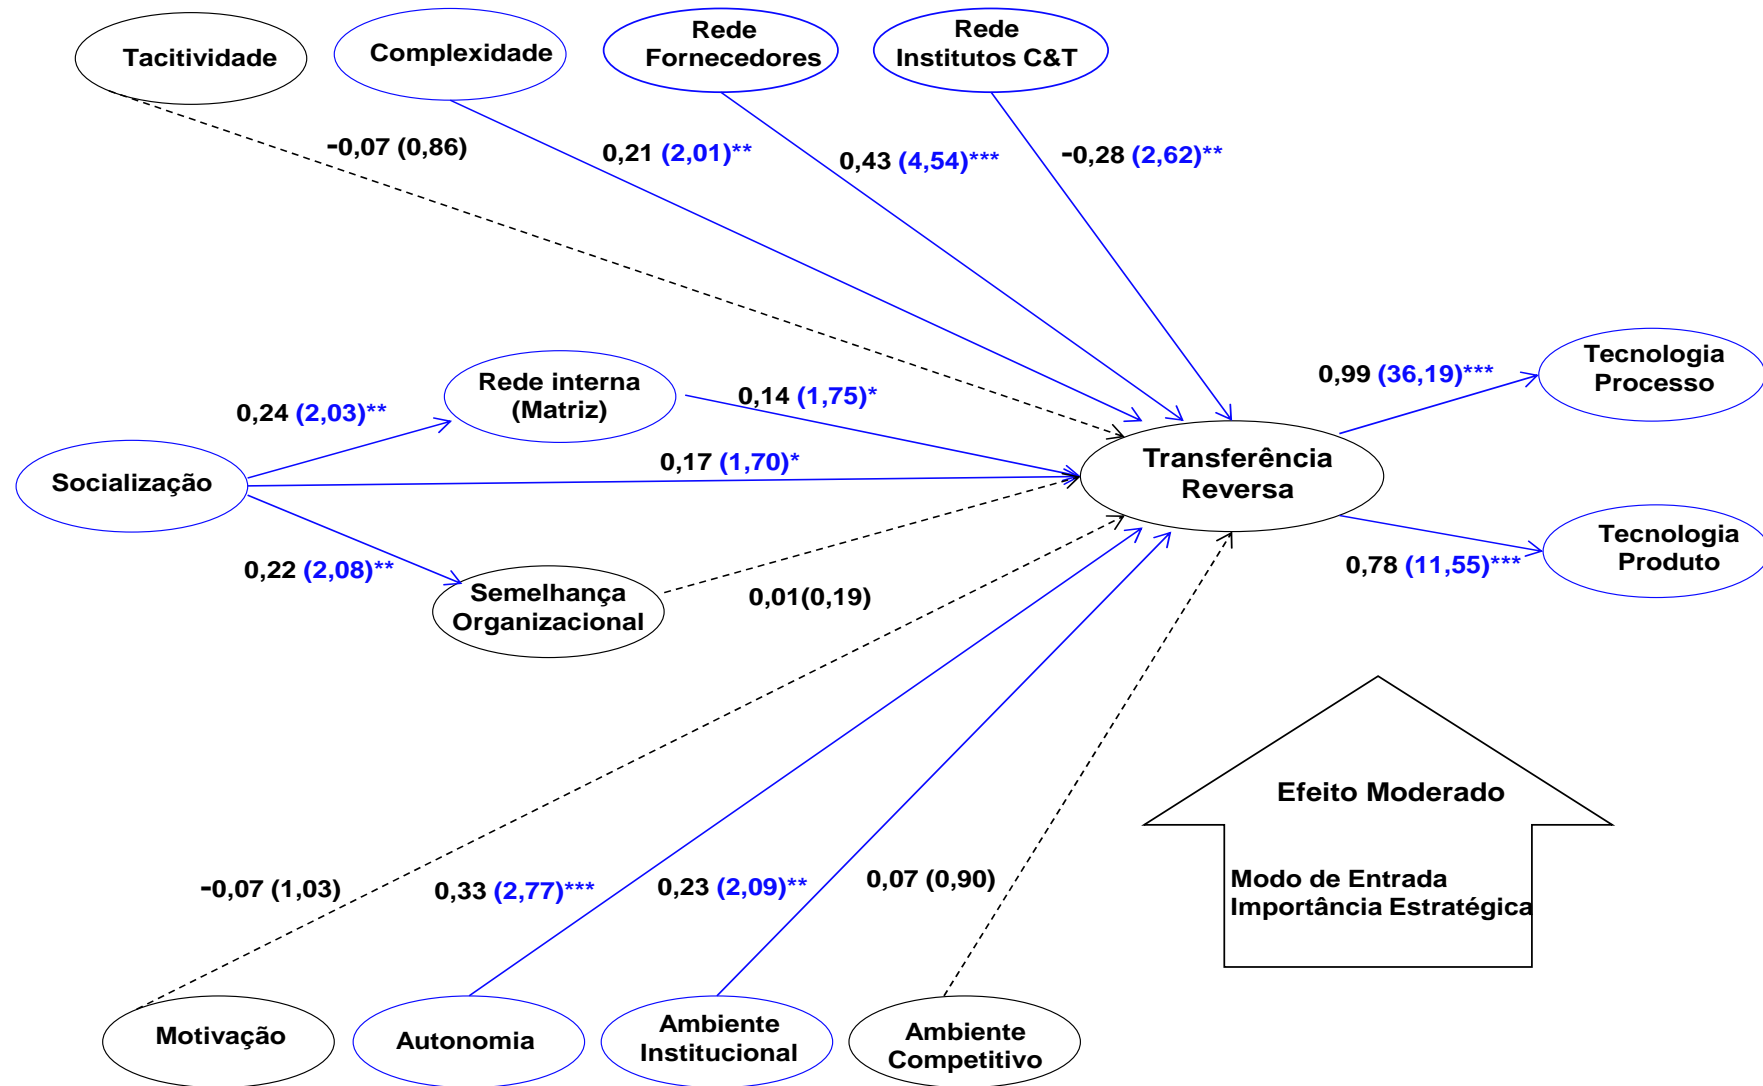 Tacitividade
Complexidade
Rede
Fornecedores
Rede
Institutos C&T
-0,07 (0,86)
0,21 (2,01)**
0,43 (4,54)***
-0,28 (2,62)**
Rede interna
(Matriz)
0,24 (2,03)**
0,14 (1,75)*
0,99 (36,19)***
Tecnologia
Processo
Socialização
0,17 (1,70)*
Transferência
Reversa
0,22 (2,08)**
Semelhança
Organizacional
0,01(0,19)
0,78 (11,55)***
Tecnologia
Produto
Efeito Moderado
Modo de Entrada
Importância Estratégica
-0,07 (1,03)
0,33 (2,77)***
0,23 (2,09)**
0,07 (0,90)
Motivação
Autonomia
Ambiente
Institucional
Ambiente
Competitivo